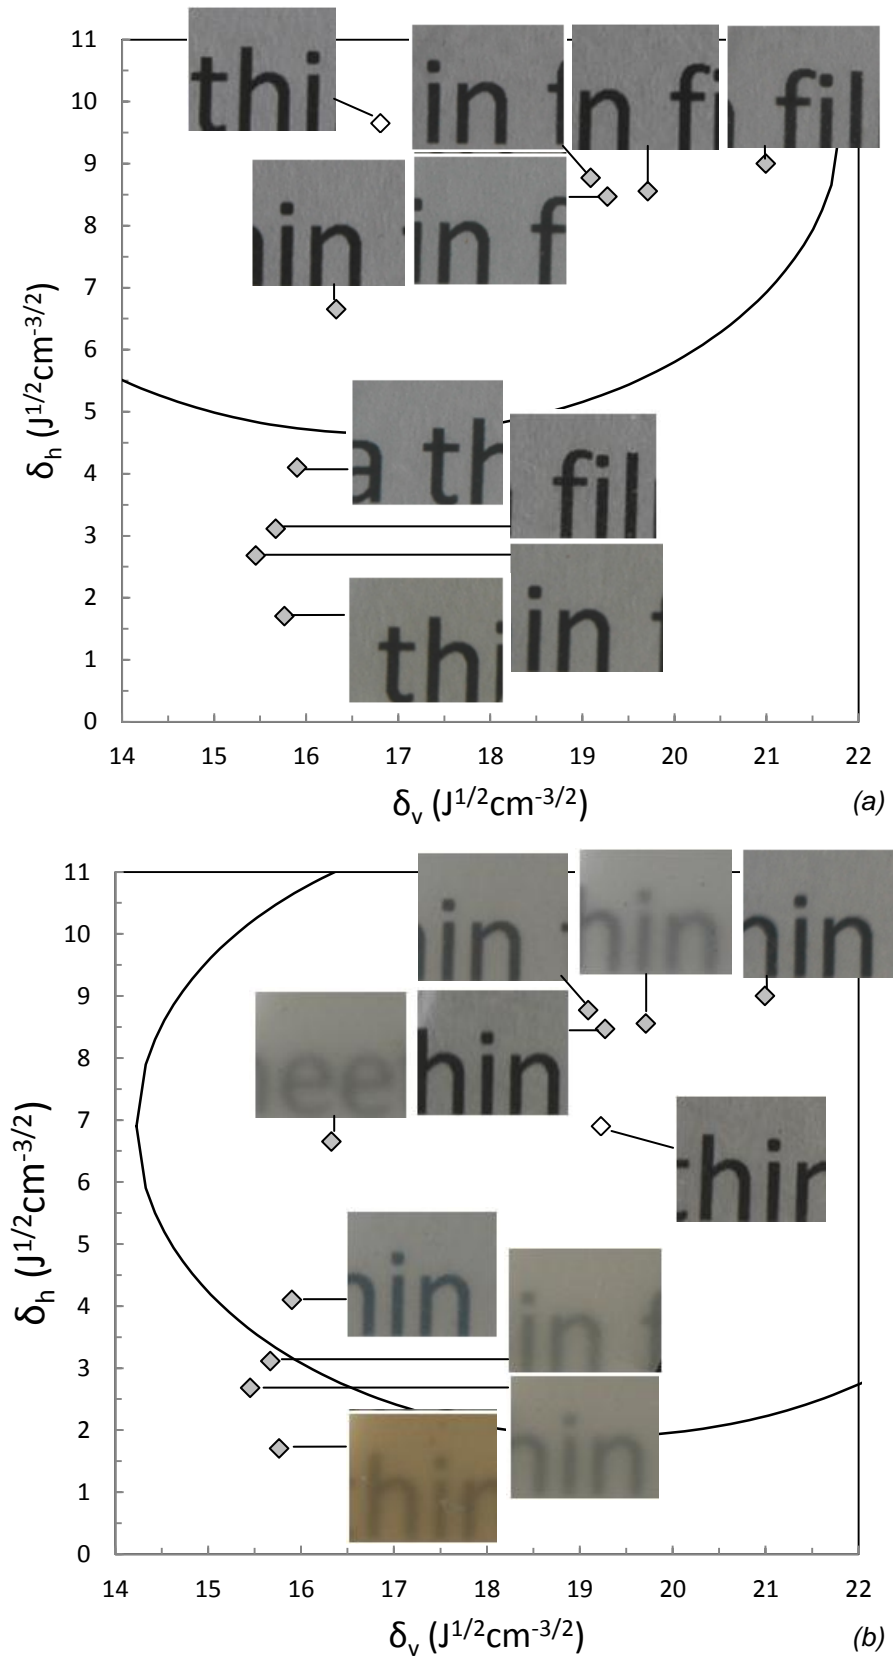 11
thi
in f
n fi
fil
10
9
in
in f
8
7
6
5
a th
fil
4
3
in f
2
thi
1
0
14 15 16 17 18 19 20 21 22
δh (J1/2cm-3/2)
δv (J1/2cm-3/2)
(a)
11
in
hin
hin
10
9
hin
ee
8
7
hin
6
5
hin
4
in f
3
2
hin
hin
1
0
14 15 16 17 18 19 20 21 22
δh (J1/2cm-3/2)
δv (J1/2cm-3/2)
(b)